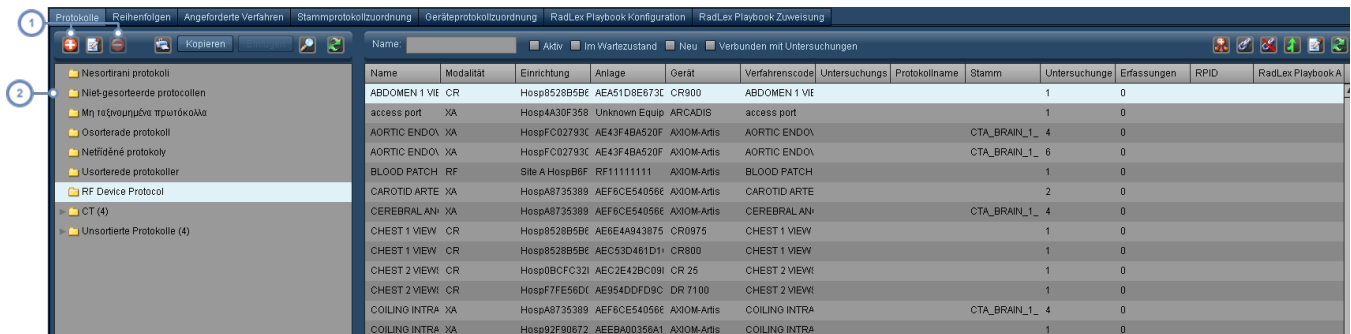 1
Protokolle Reihenfolgen Angeforderte Verfahren Stammprotokollzuordnung Geräteprotokollzuordnung RadLex Playbook Konfiguration RadLex Playbook Zuweisung
Kopieren Name: Aktiv Im Wartezustand Neu Verbunden mit Untersuchungen
2
Nesortirani protokoli
Niet-gesorteerde protocollen
Μη ταξινομημένα πρωτόκολλα
Osorterade protokoll
Netříděné protokoly
Usorterede protokoller
RF Device Protocol
CT (4)
Unsortierte Protokolle (4)
Name Modalität Einrichtung Anlage Gerät Verfahrenscode Untersuchungs Protokollname Stamm Untersuchunge Erfassungen RPID RadLex Playbook A
ABDOMEN 1 VIE CR Hosp8528B5B6 AEA51D8E673D CR900 ABDOMEN 1 VIE 1 0
access port XA Hosp4A30F358 Unknown Equip ARCADIS access port 1 0
AORTIC ENDO XA HospFC02793C AE43F4BA520F AXIOM-Artis AORTIC ENDO CTA_BRAIN_1_ 4 0
AORTIC ENDO XA HospFC02793C AE43F4BA520F AXIOM-Artis AORTIC ENDO CTA_BRAIN_1_ 6 0
BLOOD PATCH RF Site A HospB6F RF11111111 AXIOM-Artis BLOOD PATCH 1 0
CAROTID ARTE XA HospA8735389 AEF6CE540566 AXIOM-Artis CAROTID ARTE 2 0
CEREBRAL AN XA HospA8735389 AEF6CE540566 AXIOM-Artis CEREBRAL AN CTA_BRAIN_1_ 4 0
CHEST 1 VIEW CR Hosp8528B5B6 AE6E4A943875 CR0975 CHEST 1 VIEW 1 0
CHEST 1 VIEW CR Hosp8528B5B6 AEC53D461D1 CR800 CHEST 1 VIEW 1 0
CHEST 2 VIEWS CR Hosp0BCFC32 AEC2E42BC09 CR 25 CHEST 2 VIEWS 1 0
CHEST 2 VIEWS CR HospF7FE56D AE954DDFD9C DR 7100 CHEST 2 VIEWS 1 0
COILING INTRA XA HospA8735389 AEF6CE540566 AXIOM-Artis COILING INTRA CTA_BRAIN_1_ 4 0
COILING INTRA XA Hosp92F90672 AEEBA00356A1 AXIOM-Artis COILING INTRA 1 0